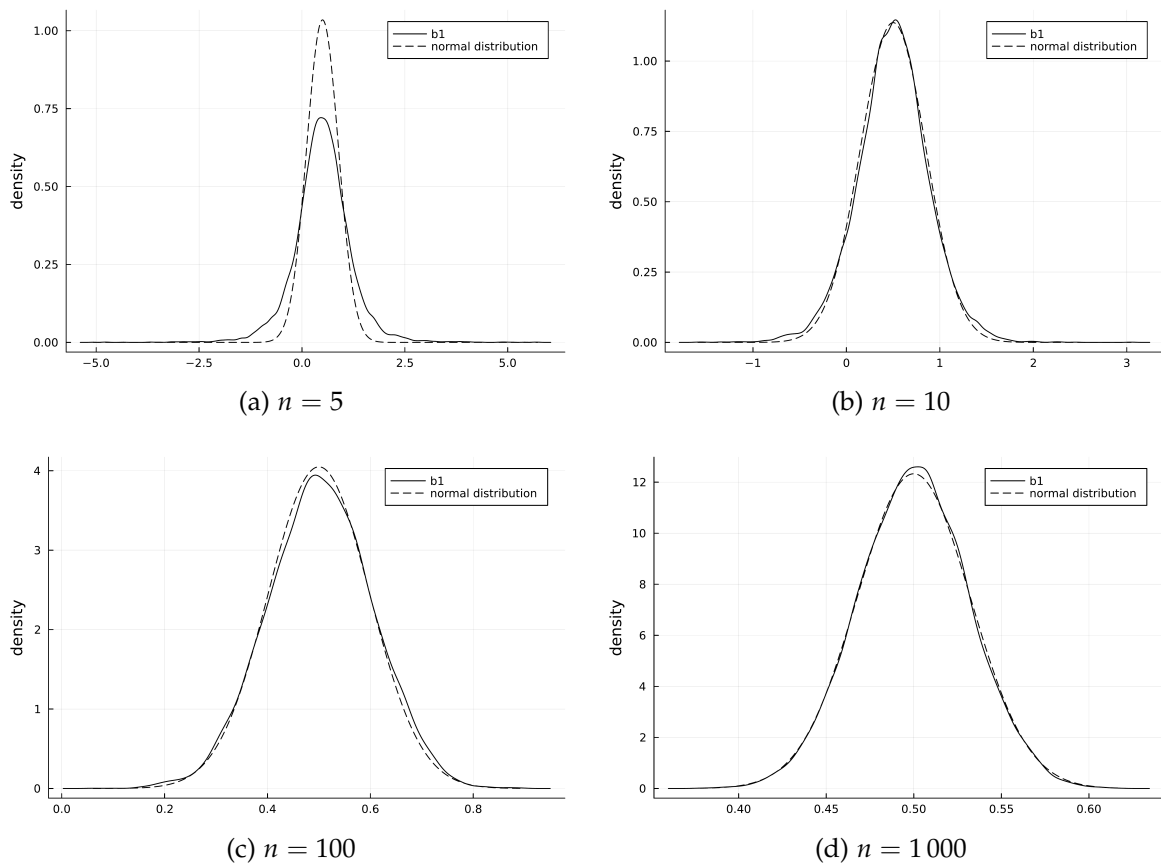 b1
normal distribution
density
1.00
0.75
0.50
0.25
0.00
−5.0 −2.5 0.0 2.5 5.0
(a) n = 5
b1
normal distribution
density
1.00
0.75
0.50
0.25
0.00
−1 0 1 2 3
(b) n = 10
b1
normal distribution
density
4
3
2
1
0
0.0 0.2 0.4 0.6 0.8
(c) n = 100
b1
normal distribution
density
12
10
8
6
4
2
0
0.40 0.45 0.50 0.55 0.60
(d) n = 1 000